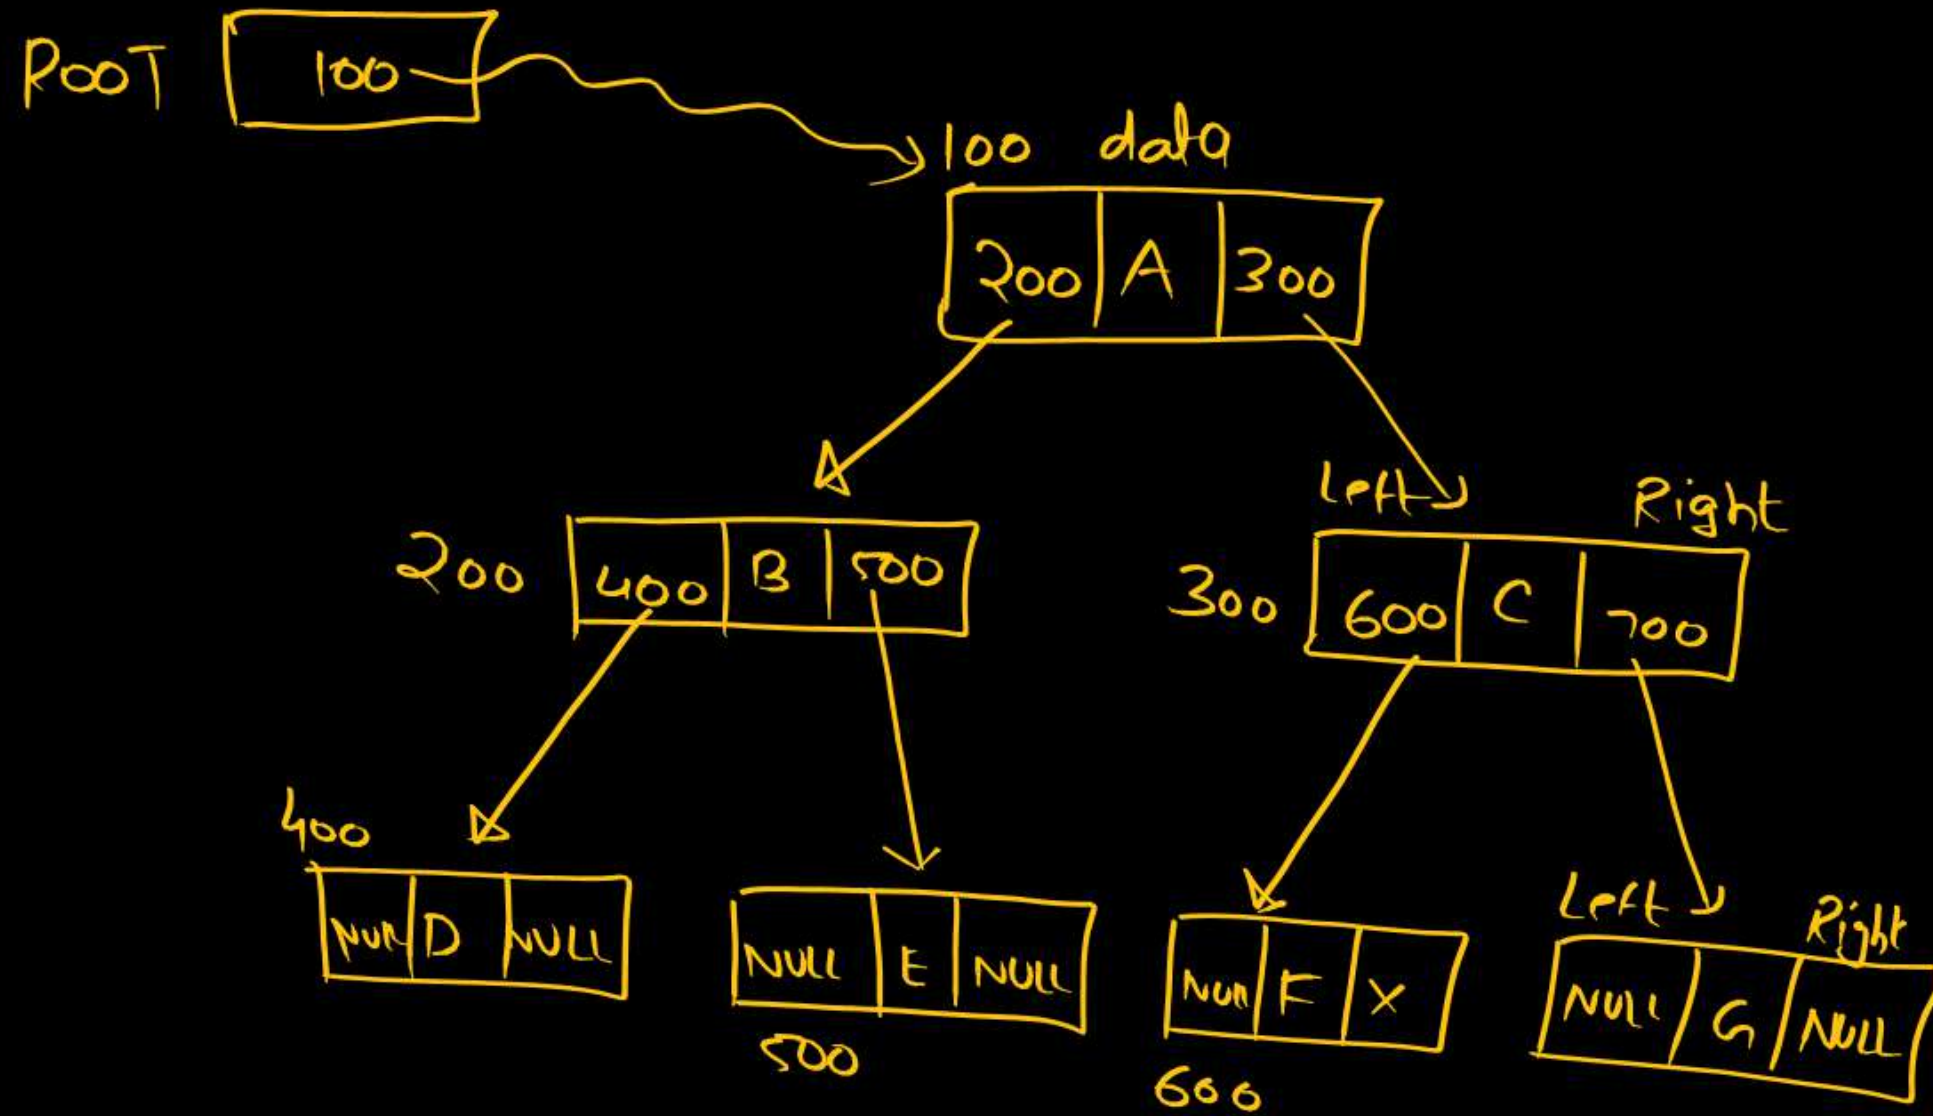 ROOT 100
100 data
200 A 300
Left Right
200 400 B 500
300 600 C 700
400
Left Right
NULL D NULL
NULL E NULL
NULL F X
NULL G NULL
500
600